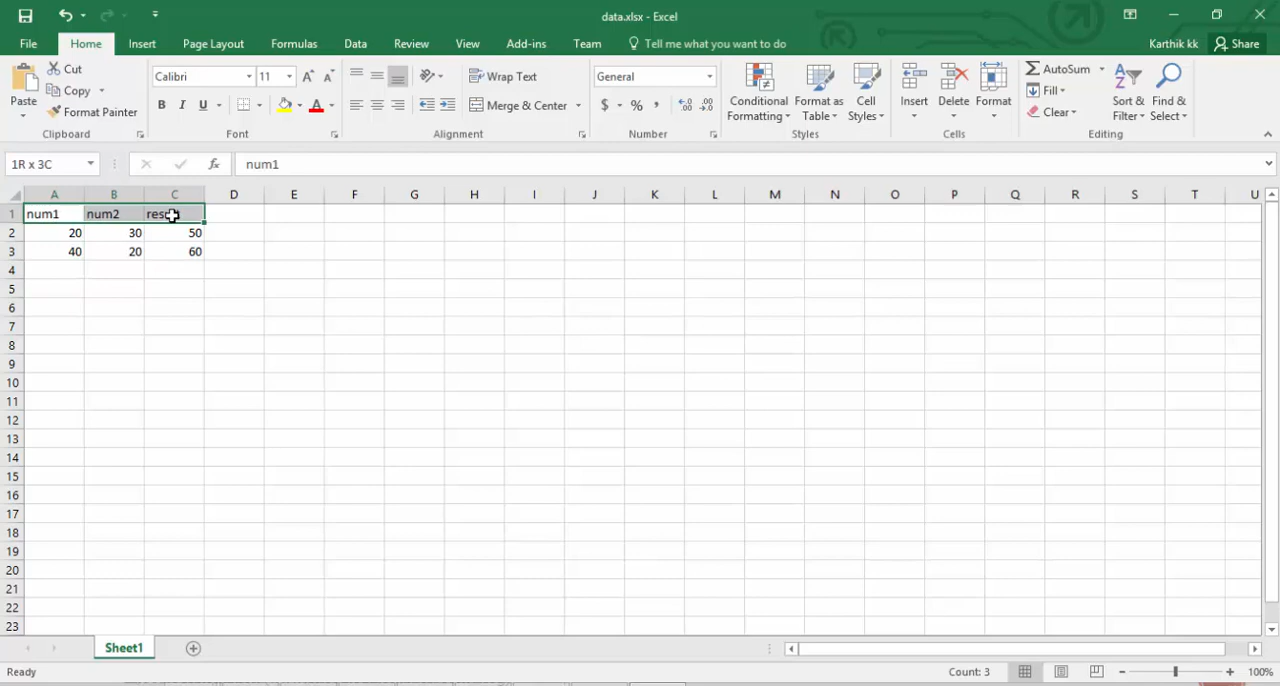 data.xlsx - Excel
File Home Insert Page Layout Formulas Data Review View Add-ins Team Tell me what you want to do Karthik kk Share
Paste
Cut
Copy
Format Painter
Clipboard
Calibri 11
B I U
Font
Wrap Text
Merge & Center
Alignment
General
$ % ,
Number
Conditional Formatting
Format as Table
Cell Styles
Styles
Insert Delete Format
Cells
AutoSum
Fill
Clear
Sort & Filter
Find & Select
Editing
1R x 3C fx num1
A B C D E F G H I J K L M N O P Q R S T U
1 num1 num2
2 20 30 50
3 40 20 60
4
5
6
7
8
9
10
11
12
13
14
15
16
17
18
19
20
21
22
23
Sheet1
Ready Count: 3 100%